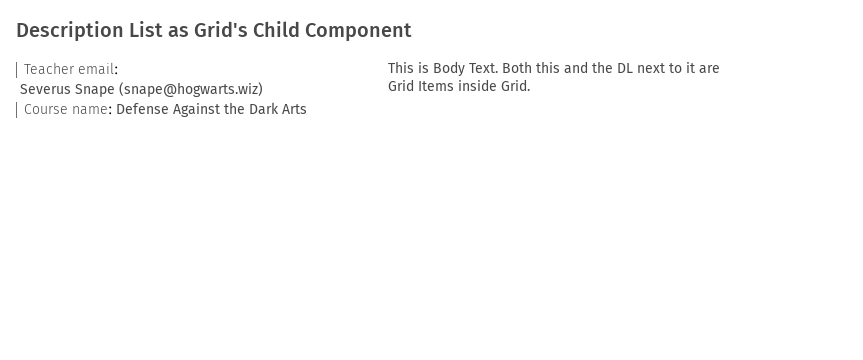 Description List as Grid's Child Component
Teacher email:
Severus Snape (snape@hogwarts.wiz)
Course name: Defense Against the Dark Arts
This is Body Text. Both this and the DL next to it are
Grid Items inside Grid.